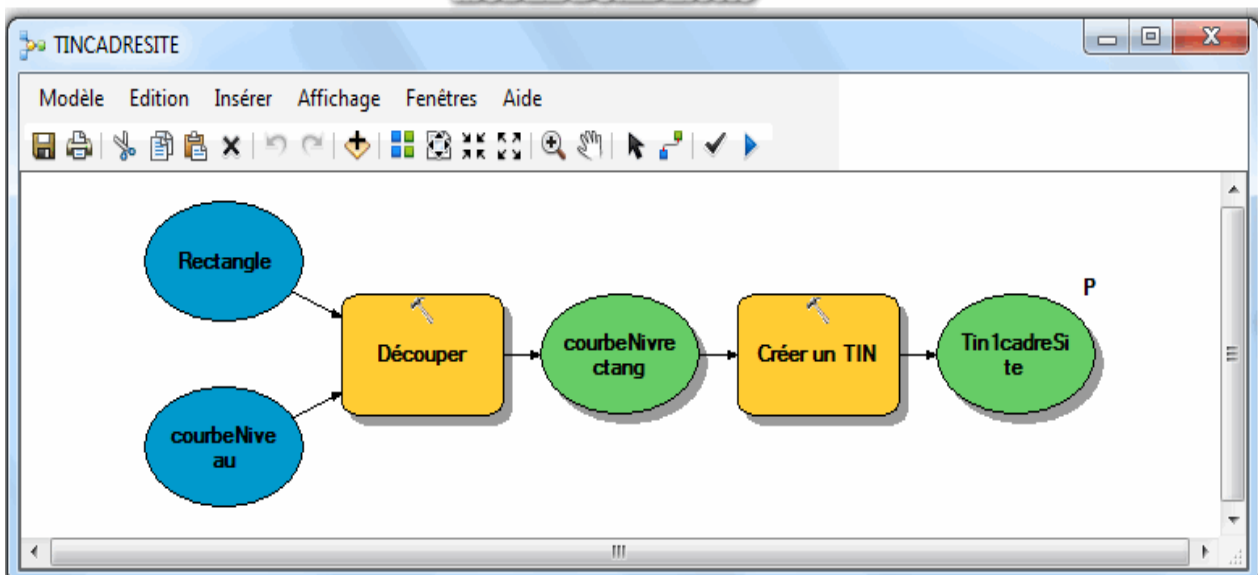 TINCADRESITE
Modèle Edition Insérer Affichage Fenêtres Aide
Rectangle
courbeNive
au
Découper
courbeNivre
ctang
Créer un TIN
P
Tin1cadreSi
te